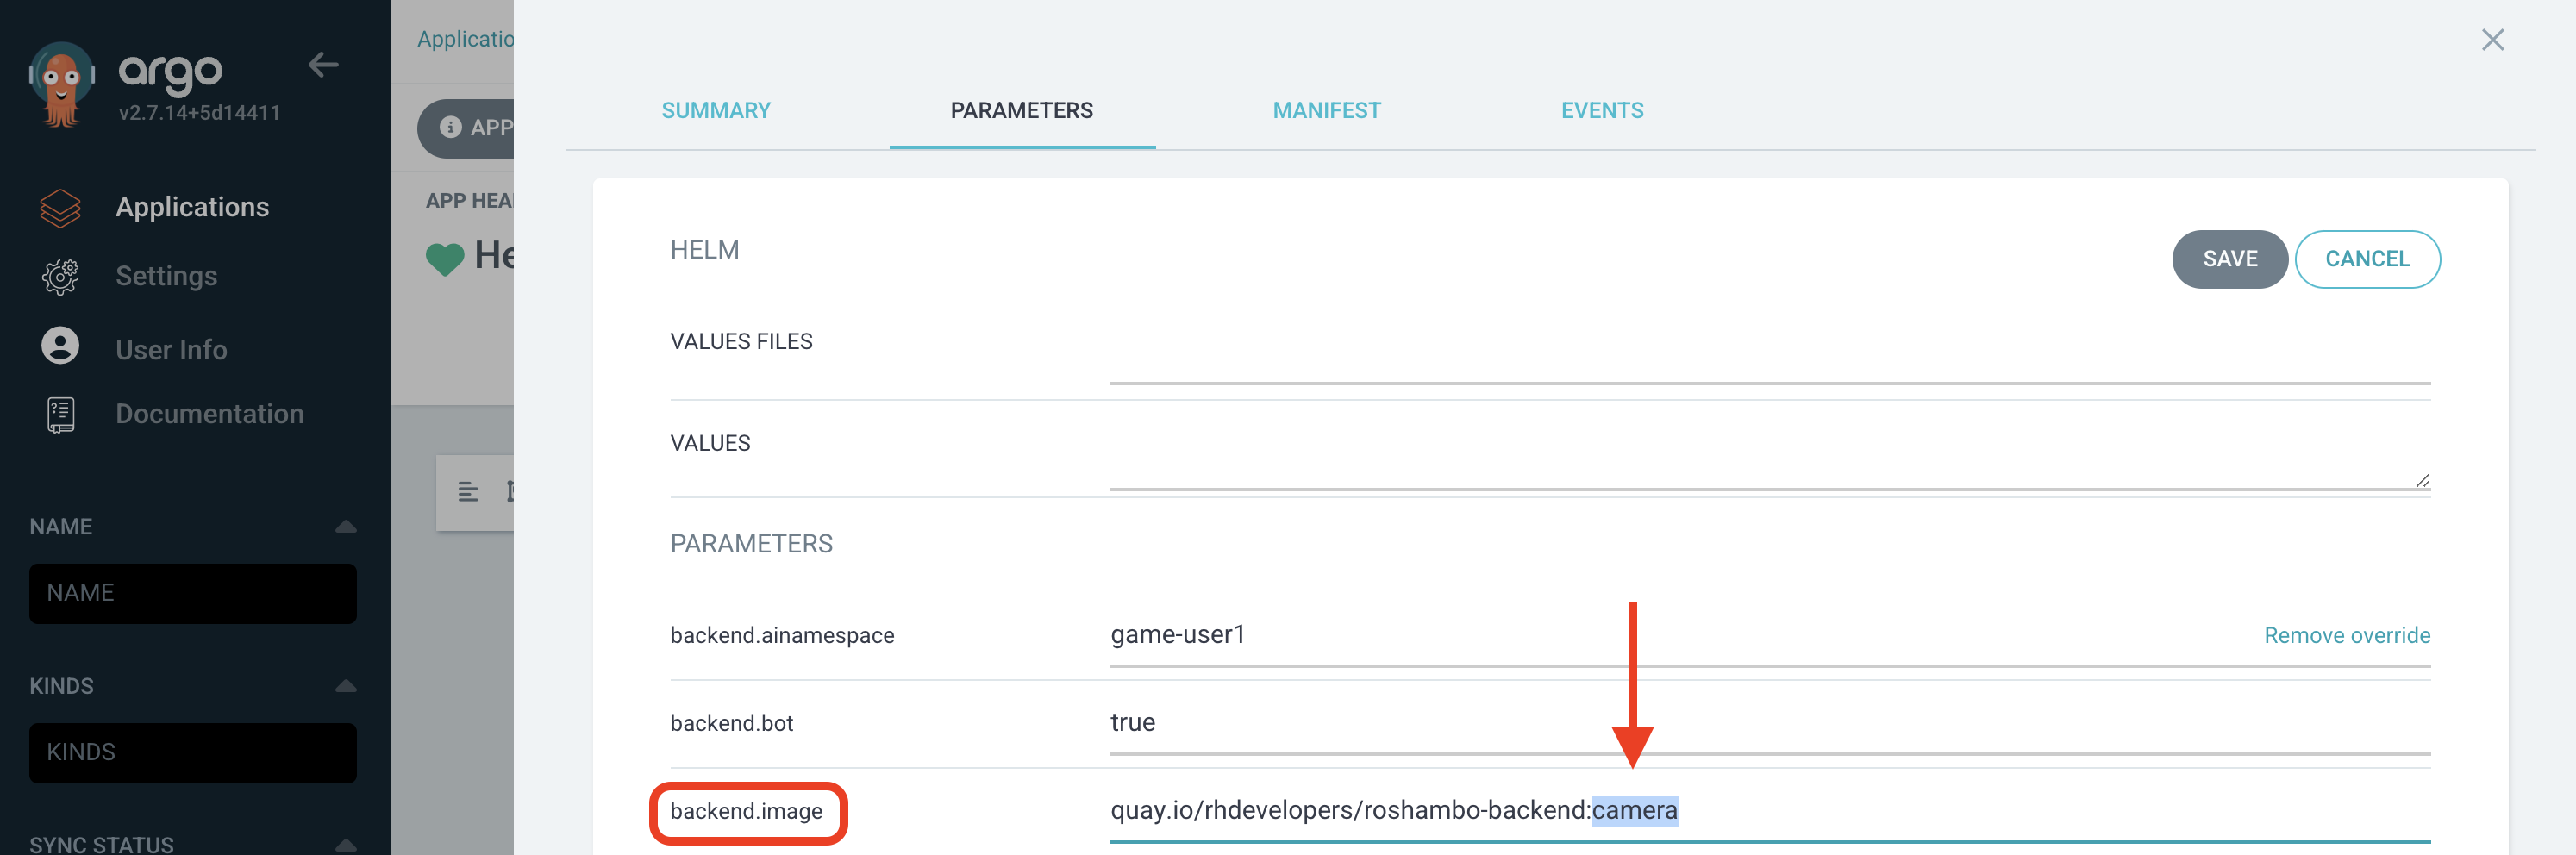 argo
v2.7.14+5d14411
Applications
Settings
User Info
Documentation
NAME
NAME
KINDS
KINDS
SYNC STATUS
Applicatio
APP
APP HEA
He
SUMMARY
PARAMETERS
MANIFEST
EVENTS
HELM
SAVE
CANCEL
VALUES FILES
VALUES
PARAMETERS
backend.ainamespace
game-user1
Remove override
backend.bot
true
backend.image
quay.io/rhdevelopers/roshambo-backend:camera